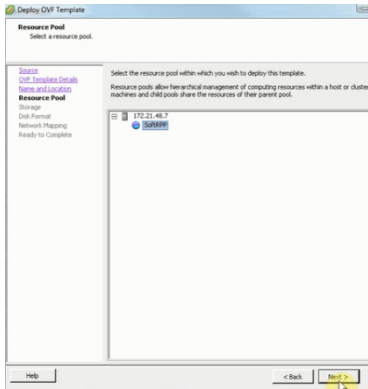 Deploy OVF Template
Resource Pool
Select a resource pool.
Source
OVF Template Details
Name and Location
Resource Pool
Storage
Disk Format
Network Mapping
Ready to Complete
Select the resource pool within which you wish to deploy this template.
Resource pools allow hierarchical management of computing resources within a host or cluster
machines and child pools share the resources of their parent pool.
172.21.48.7
SoftRPP
Help
< Back
Next >